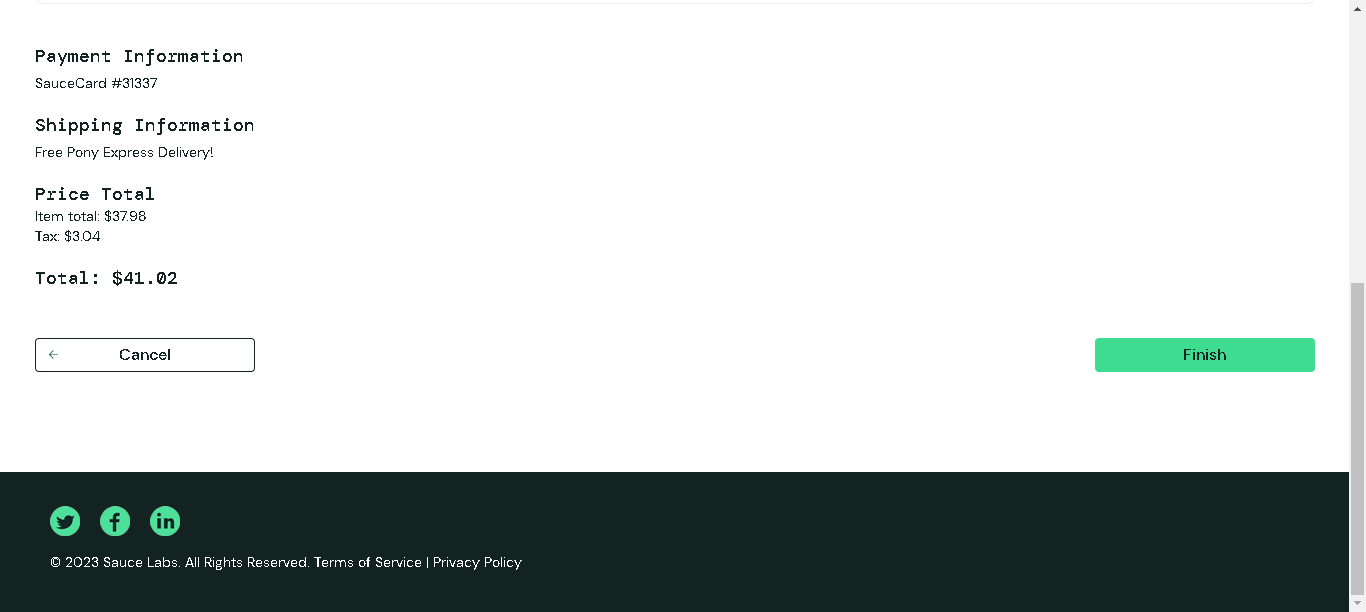 Payment Information
SauceCard #31337
Shipping Information
Free Pony Express Delivery!
Price Total
Item total: $37.98
Tax: $3.04
Total: $41.02
Cancel
Finish
© 2023 Sauce Labs. All Rights Reserved. Terms of Service | Privacy Policy